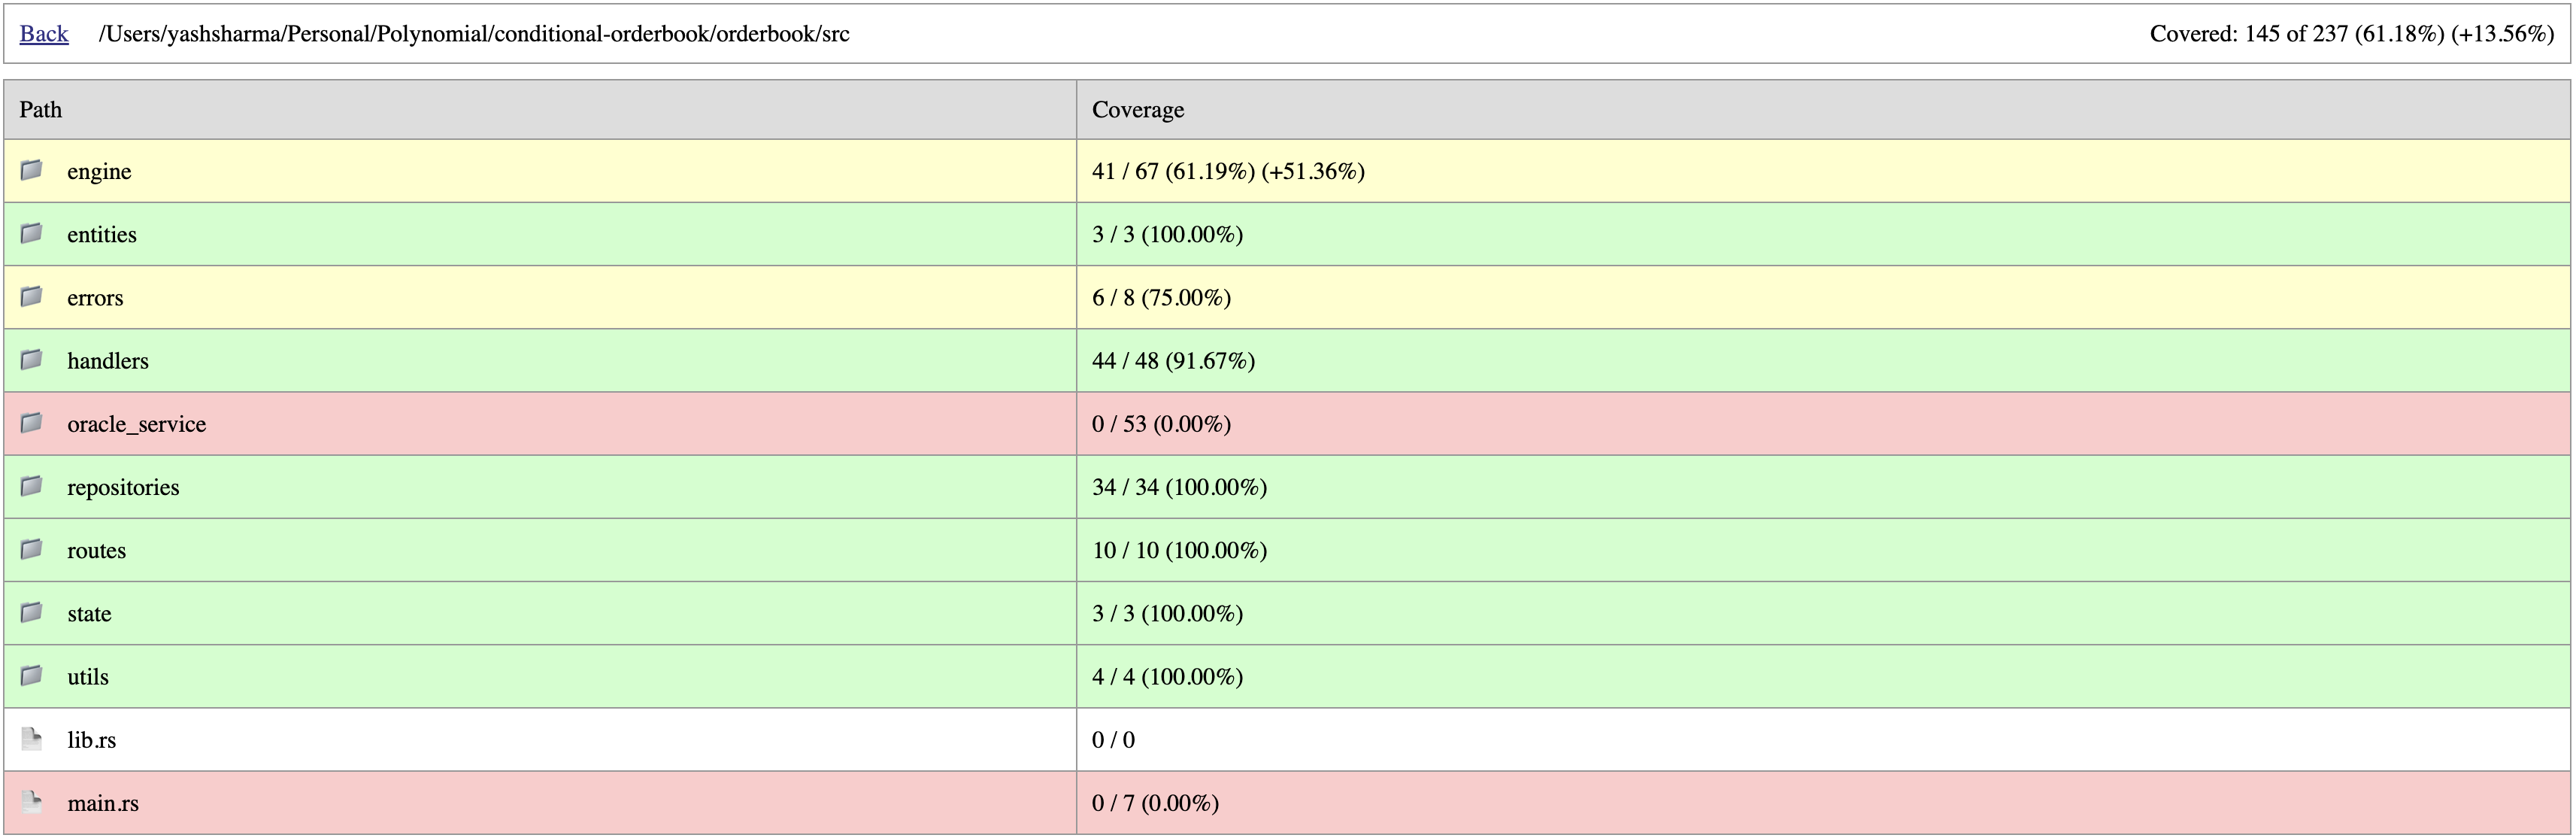 Back /Users/yashsharma/Personal/Polynomial/conditional-orderbook/orderbook/src Covered: 145 of 237 (61.18%) (+13.56%)
Path Coverage
engine 41 / 67 (61.19%) (+51.36%)
entities 3 / 3 (100.00%)
errors 6 / 8 (75.00%)
handlers 44 / 48 (91.67%)
oracle_service 0 / 53 (0.00%)
repositories 34 / 34 (100.00%)
routes 10 / 10 (100.00%)
state 3 / 3 (100.00%)
utils 4 / 4 (100.00%)
lib.rs 0 / 0
main.rs 0 / 7 (0.00%)